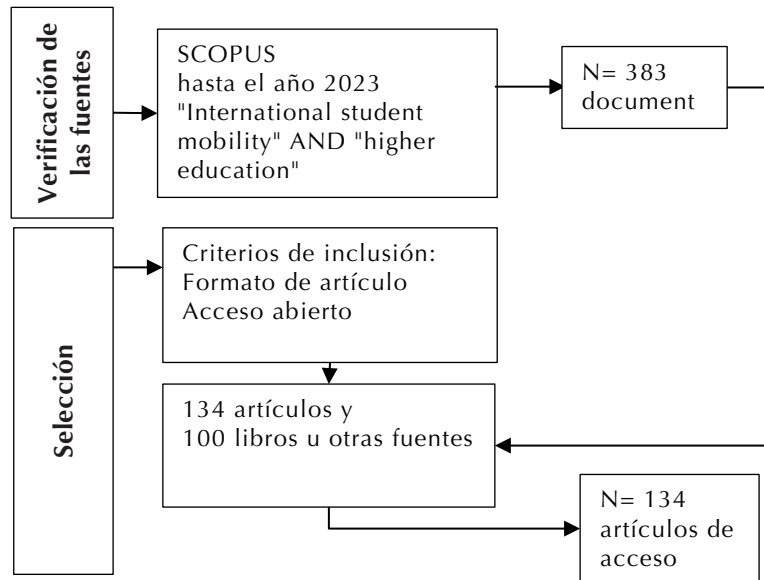 Verificación de
las fuentes
SCOPUS
hasta el año 2023
"International student
mobility" AND "higher
education"
N= 383
document
Selección
Criterios de inclusión:
Formato de artículo
Acceso abierto
134 artículos y
100 libros u otras fuentes
N= 134
artículos de
acceso